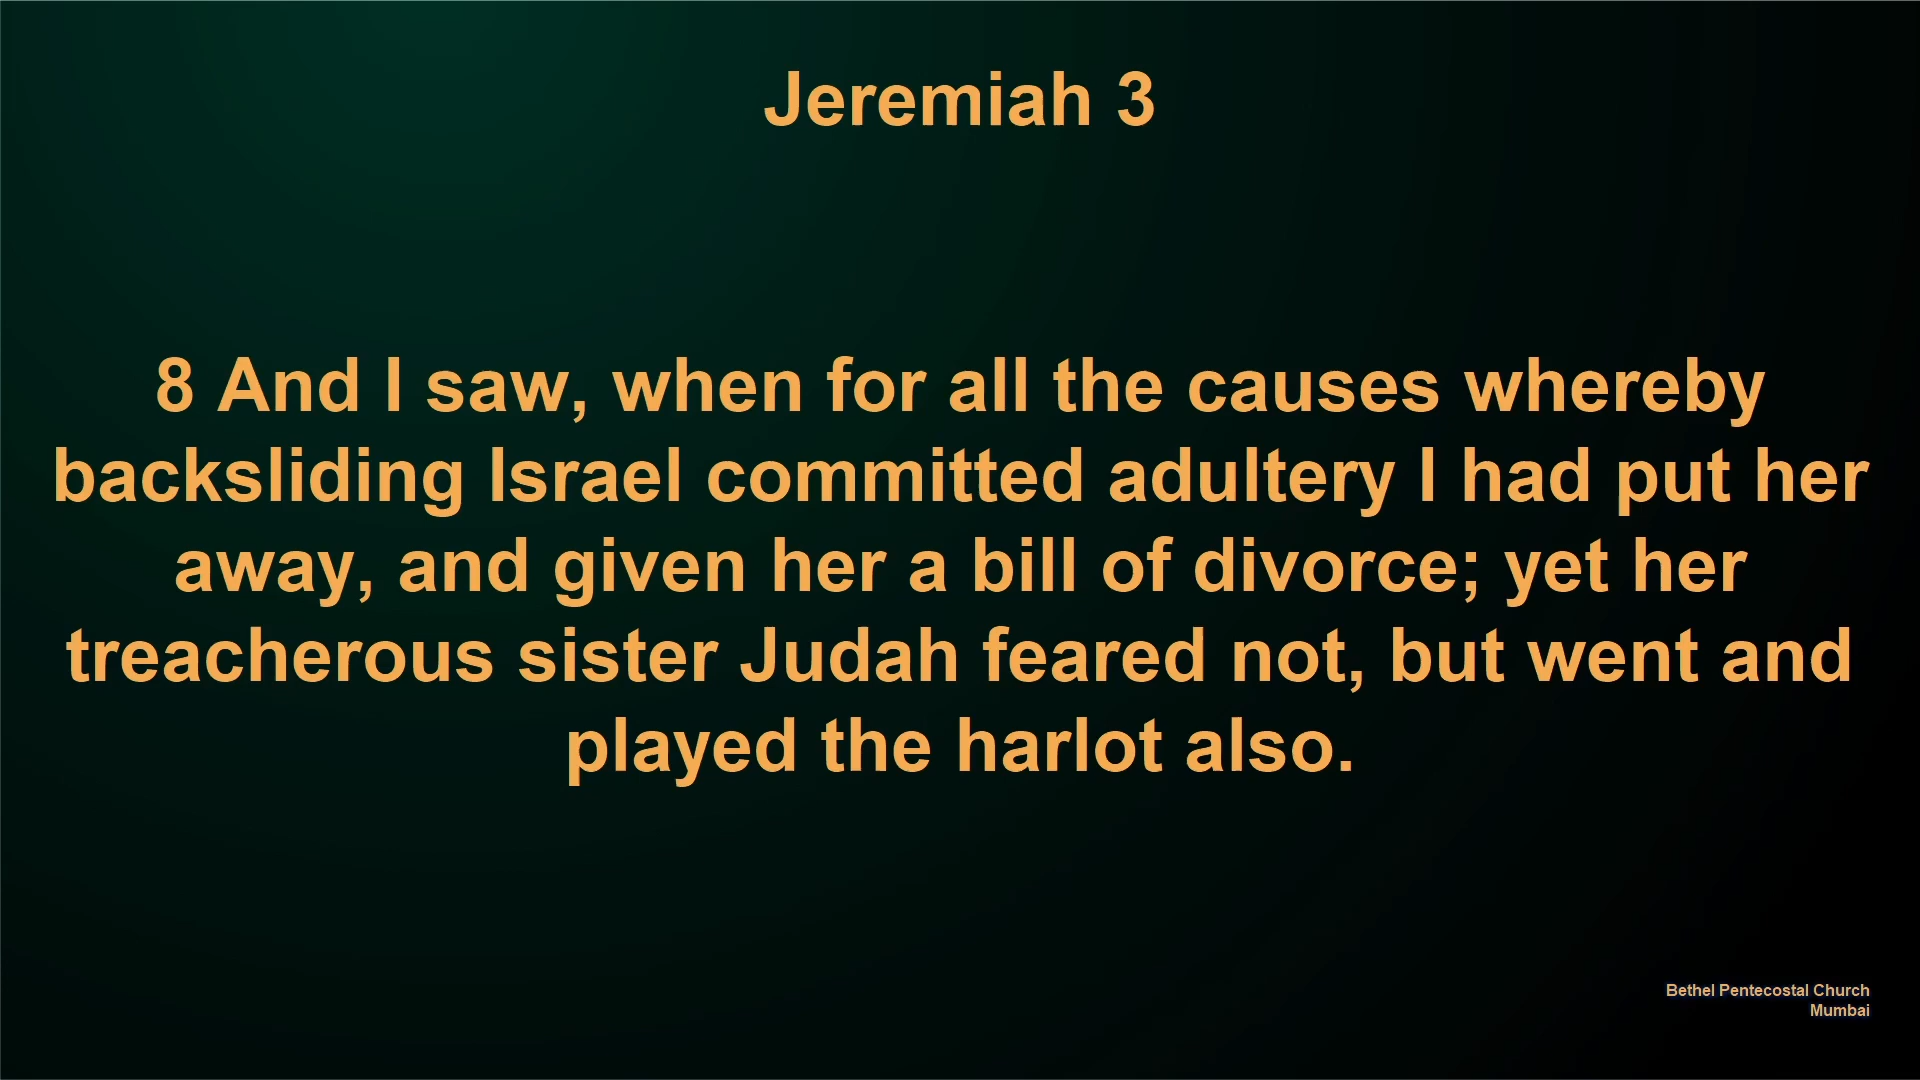 Jeremiah 3
8 And I saw, when for all the causes whereby
backsliding Israel committed adultery I had put her
away, and given her a bill of divorce; yet her
treacherous sister Judah feared not, but went and
played the harlot also.
Bethel Pentecostal Church
Mumbai